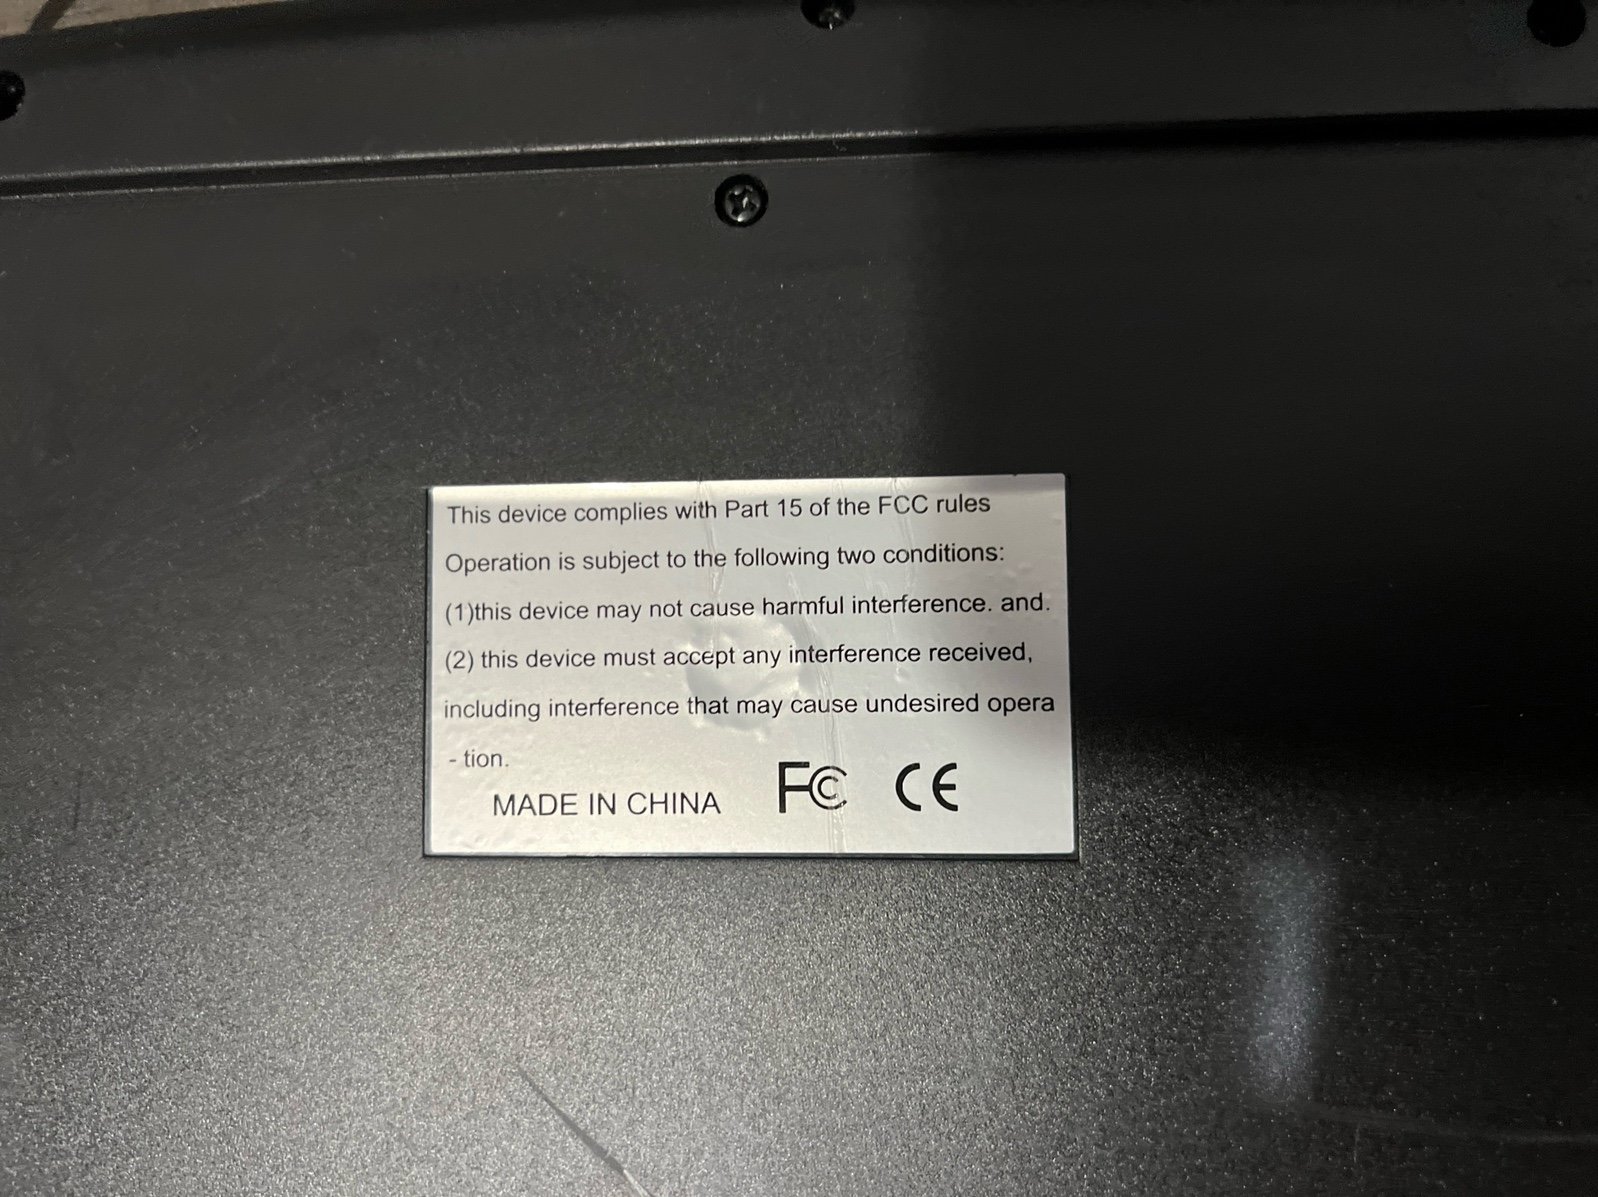 This device complies with Part 15 of the FCC rules
Operation is subject to the following two conditions:
(1)this device may not cause harmful interference. and.
(2) this device must accept any interference received,
including interference that may cause undesired opera
- tion.
MADE IN CHINA FC CE